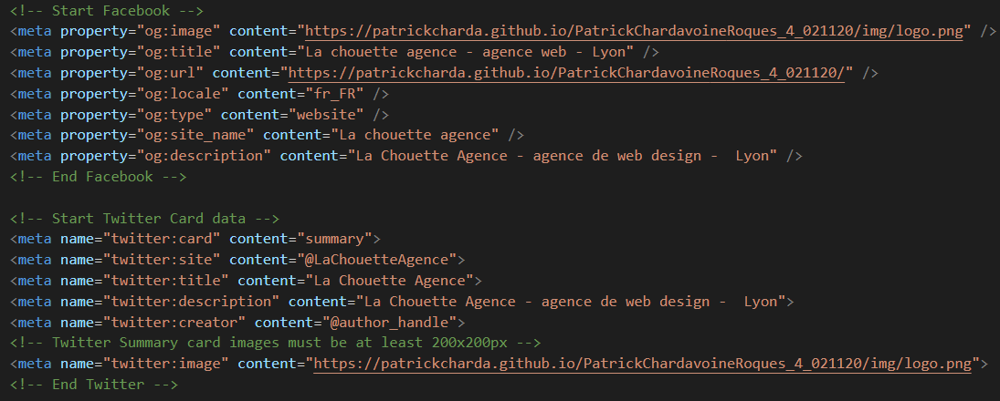 <!-- Start Facebook -->
<meta property="og:image" content="https://patrickcharda.github.io/PatrickChardavoineRoques_4_021120/img/logo.png" />
<meta property="og:title" content="La chouette agence - agence web - Lyon" />
<meta property="og:url" content="https://patrickcharda.github.io/PatrickChardavoineRoques_4_021120/" />
<meta property="og:locale" content="fr_FR" />
<meta property="og:type" content="website" />
<meta property="og:site_name" content="La chouette agence" />
<meta property="og:description" content="La Chouette Agence - agence de web design -  Lyon" />
<!-- End Facebook -->
<!-- Start Twitter Card data -->
<meta name="twitter:card" content="summary">
<meta name="twitter:site" content="@LaChouetteAgence">
<meta name="twitter:title" content="La Chouette Agence">
<meta name="twitter:description" content="La Chouette Agence - agence de web design -  Lyon">
<meta name="twitter:creator" content="@author_handle">
<!-- Twitter Summary card images must be at least 200x200px -->
<meta name="twitter:image" content="https://patrickcharda.github.io/PatrickChardavoineRoques_4_021120/img/logo.png">
<!-- End Twitter -->